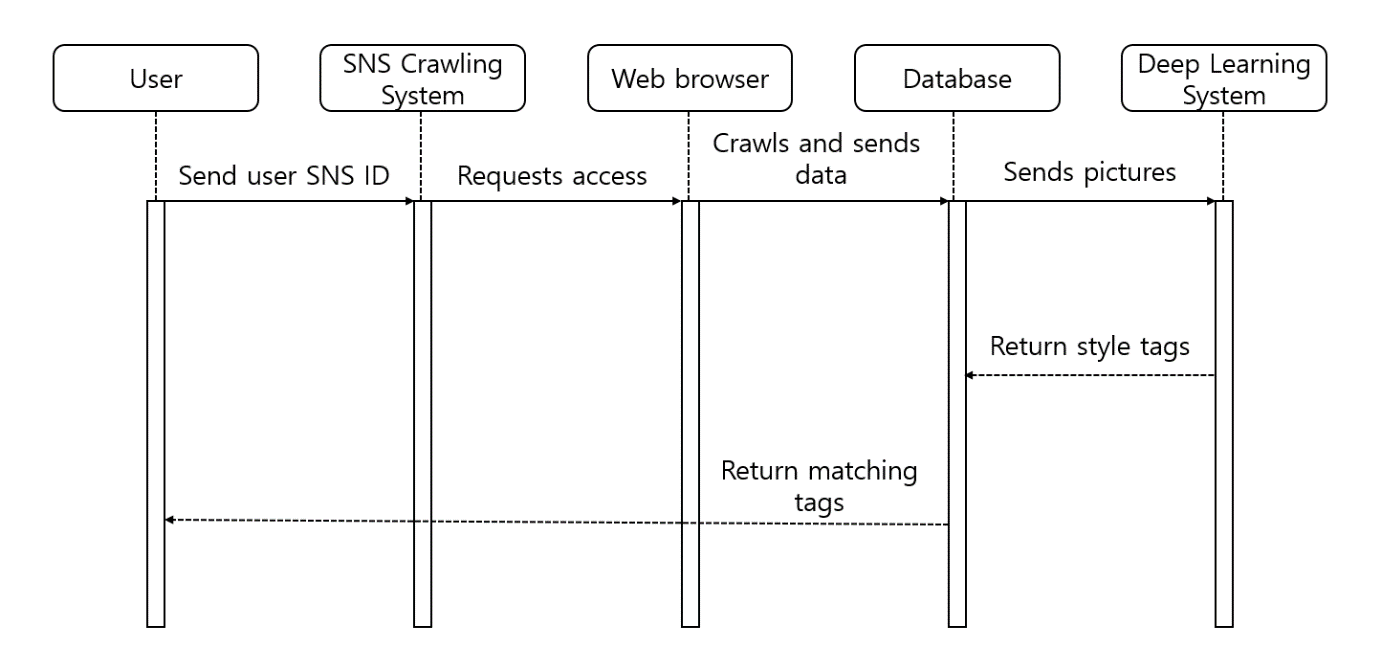 User
SNS Crawling
System
Web browser
Database
Deep Learning
System
Send user SNS ID
Requests access
Crawls and sends
data
Sends pictures
Return style tags
Return matching
tags